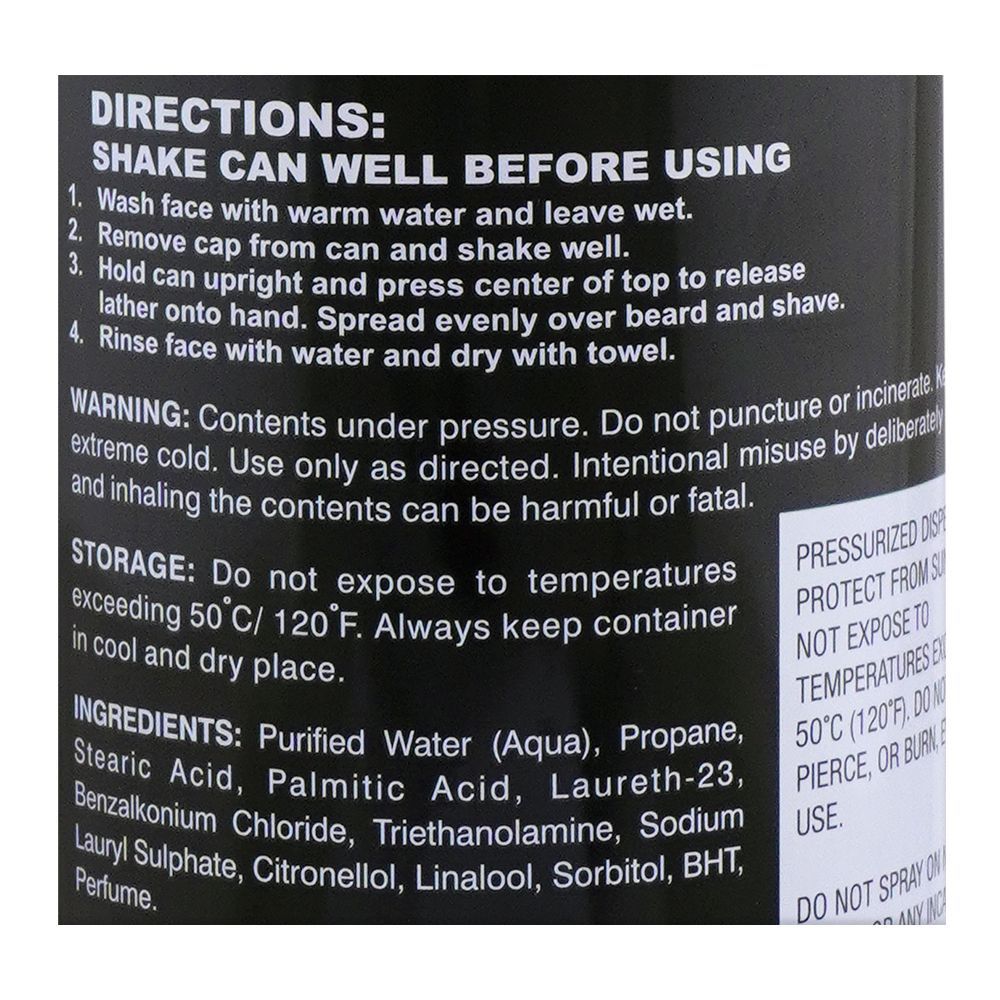 DIRECTIONS:
SHAKE CAN WELL BEFORE USING
1. Wash face with warm water and leave wet.
2. Remove cap from can and shake well.
3. Hold can upright and press center of top to release
lather onto hand. Spread evenly over beard and shave.
4. Rinse face with water and dry with towel.
WARNING: Contents under pressure. Do not puncture or incinerate.
extreme cold. Use only as directed. Intentional misuse by deliberately
and inhaling the contents can be harmful or fatal.
STORAGE: Do not expose to temperatures
exceeding 50°C/ 120°F. Always keep container
in cool and dry place.
INGREDIENTS: Purified Water (Aqua), Propane,
Stearic Acid, Palmitic Acid, Laureth-23,
Benzalkonium Chloride, Triethanolamine, Sodium
Lauryl Sulphate, Citronellol, Linalool, Sorbitol, BHT,
Perfume.
PRESSURIZED
PROTECT FROM
NOT EXPOSE TO
TEMPERATURES
50°C (120°F). DO
PIERCE, OR BURN,
USE.
DO NOT SPRAY ON
OR ANY